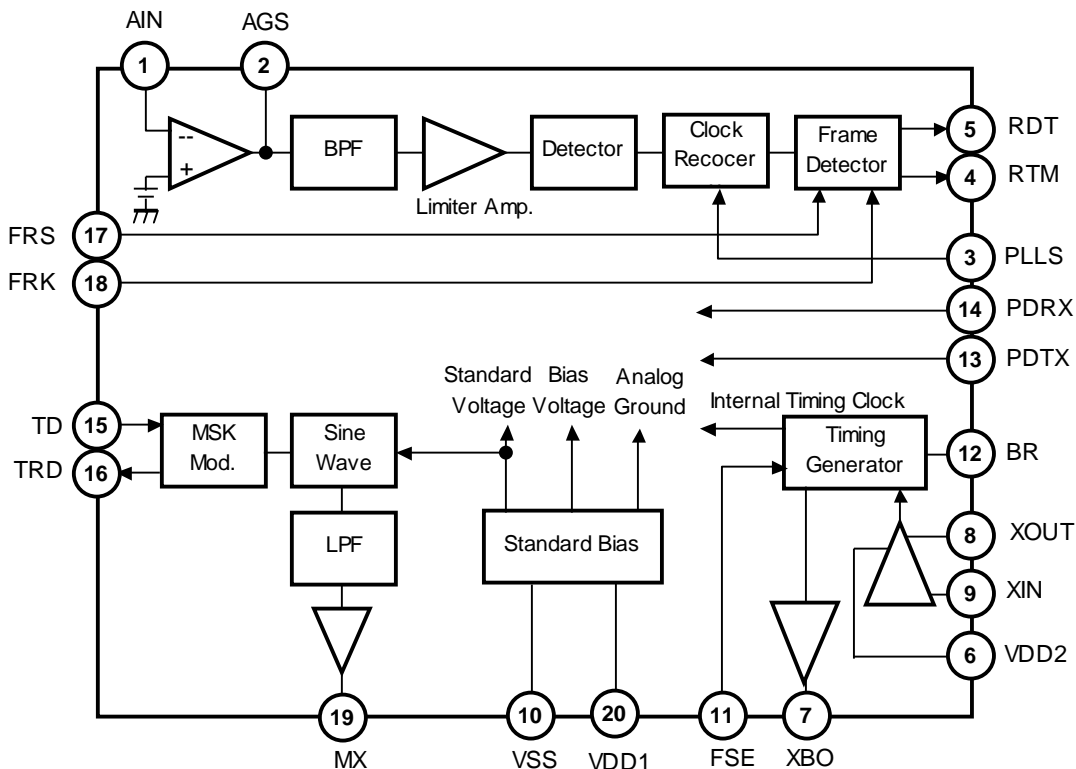 AIN
AGS
1
2
--
+
BPF
Limiter Amp.
Detector
Clock
Recocer
Frame
Detector
5
RDT
4
RTM
FRS
17
3
PLLS
FRK
18
14
PDRX
13
PDTX
Standard
Voltage
Bias
Voltage
Analog
Ground
Internal Timing Clock
TD
15
TRD
16
MSK
Mod.
Sine
Wave
Timing
Generator
12
BR
LPF
Standard Bias
8
XOUT
9
XIN
6
VDD2
19
10
20
11
7
MX
VSS
VDD1
FSE
XBO